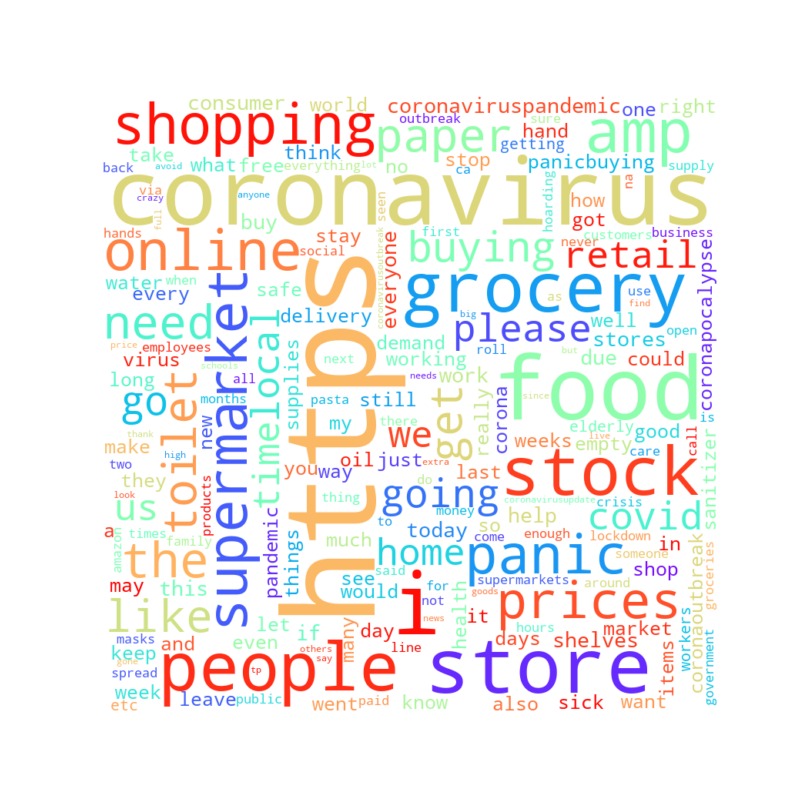 consumer world coronaviruspandemic one right
outbreak sure
shopping paper amp
hand getting
take what free think everything lot no stop panicbuying supply
back avoid via ca na
coronavirus
crazy full anyone seen hoarding how
buy first got never customers business
hands online stay social buying retail
water when safe everyone as
every delivery grocery use find
need supermarket timelocal coronavirusoutbreak please well big open coronapocalypse
price employees https demand stores
virus next working roll but due could
long all supplies needs work food
months schools pasta still corona since is
go toilet new my we get really weeks elderly good
make thank you there empty live care call
two high way oil just extra last stock sanitizer
they look products thing do
us pandemic going coronavirusupdate crisis covid
a times money so help
amazon family things much to today come enough lockdown in
the said home panic someone
may this see supermarkets around shop groceries
would for not goods prices
like i health hours coronaoutbreak
masks and let if many day news it market
even line days shelves workers
keep gone others say items government
spread people store
week tp
leave public went paid know also sick want
etc